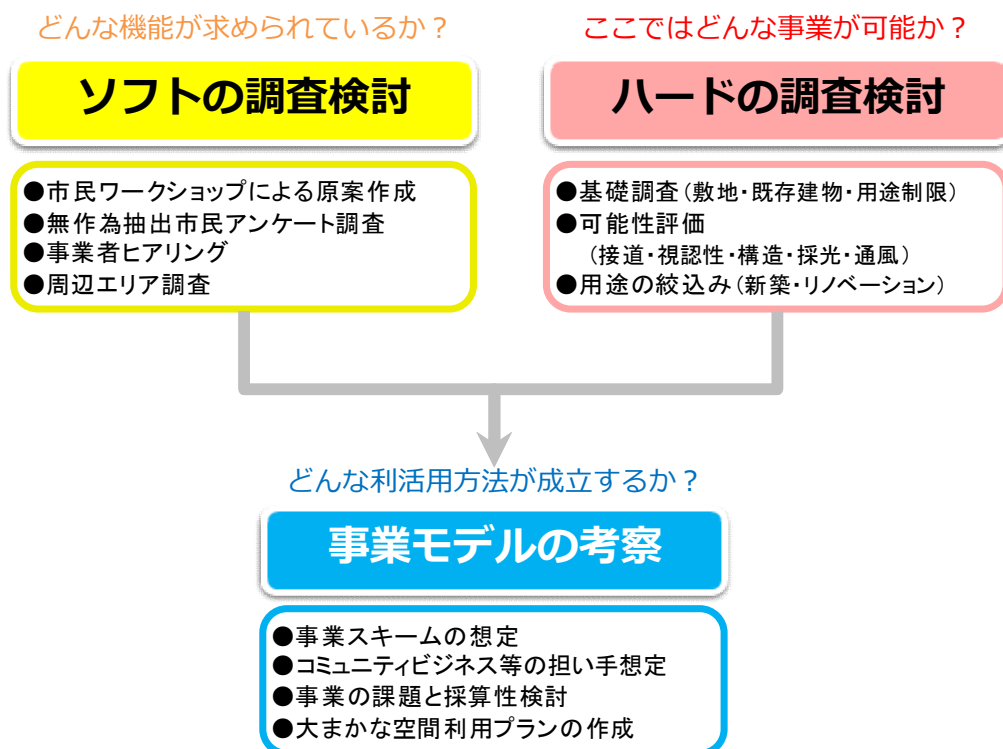 どんな機能が求められているか？
ソフトの調査検討
●市民ワークショップによる原案作成
●無作為抽出市民アンケート調査
●事業者ヒアリング
●周辺エリア調査
ここではどんな事業が可能か？
ハードの調査検討
●基礎調査（敷地・既存建物・用途制限）
●可能性評価
（接道・視認性・構造・採光・通風）
●用途の絞込み（新築・リノベーション）
どんな利活用方法が成立するか？
事業モデルの考察
●事業スキームの想定
●コミュニティビジネス等の担い手想定
●事業の課題と採算性検討
●大まかな空間利用プランの作成